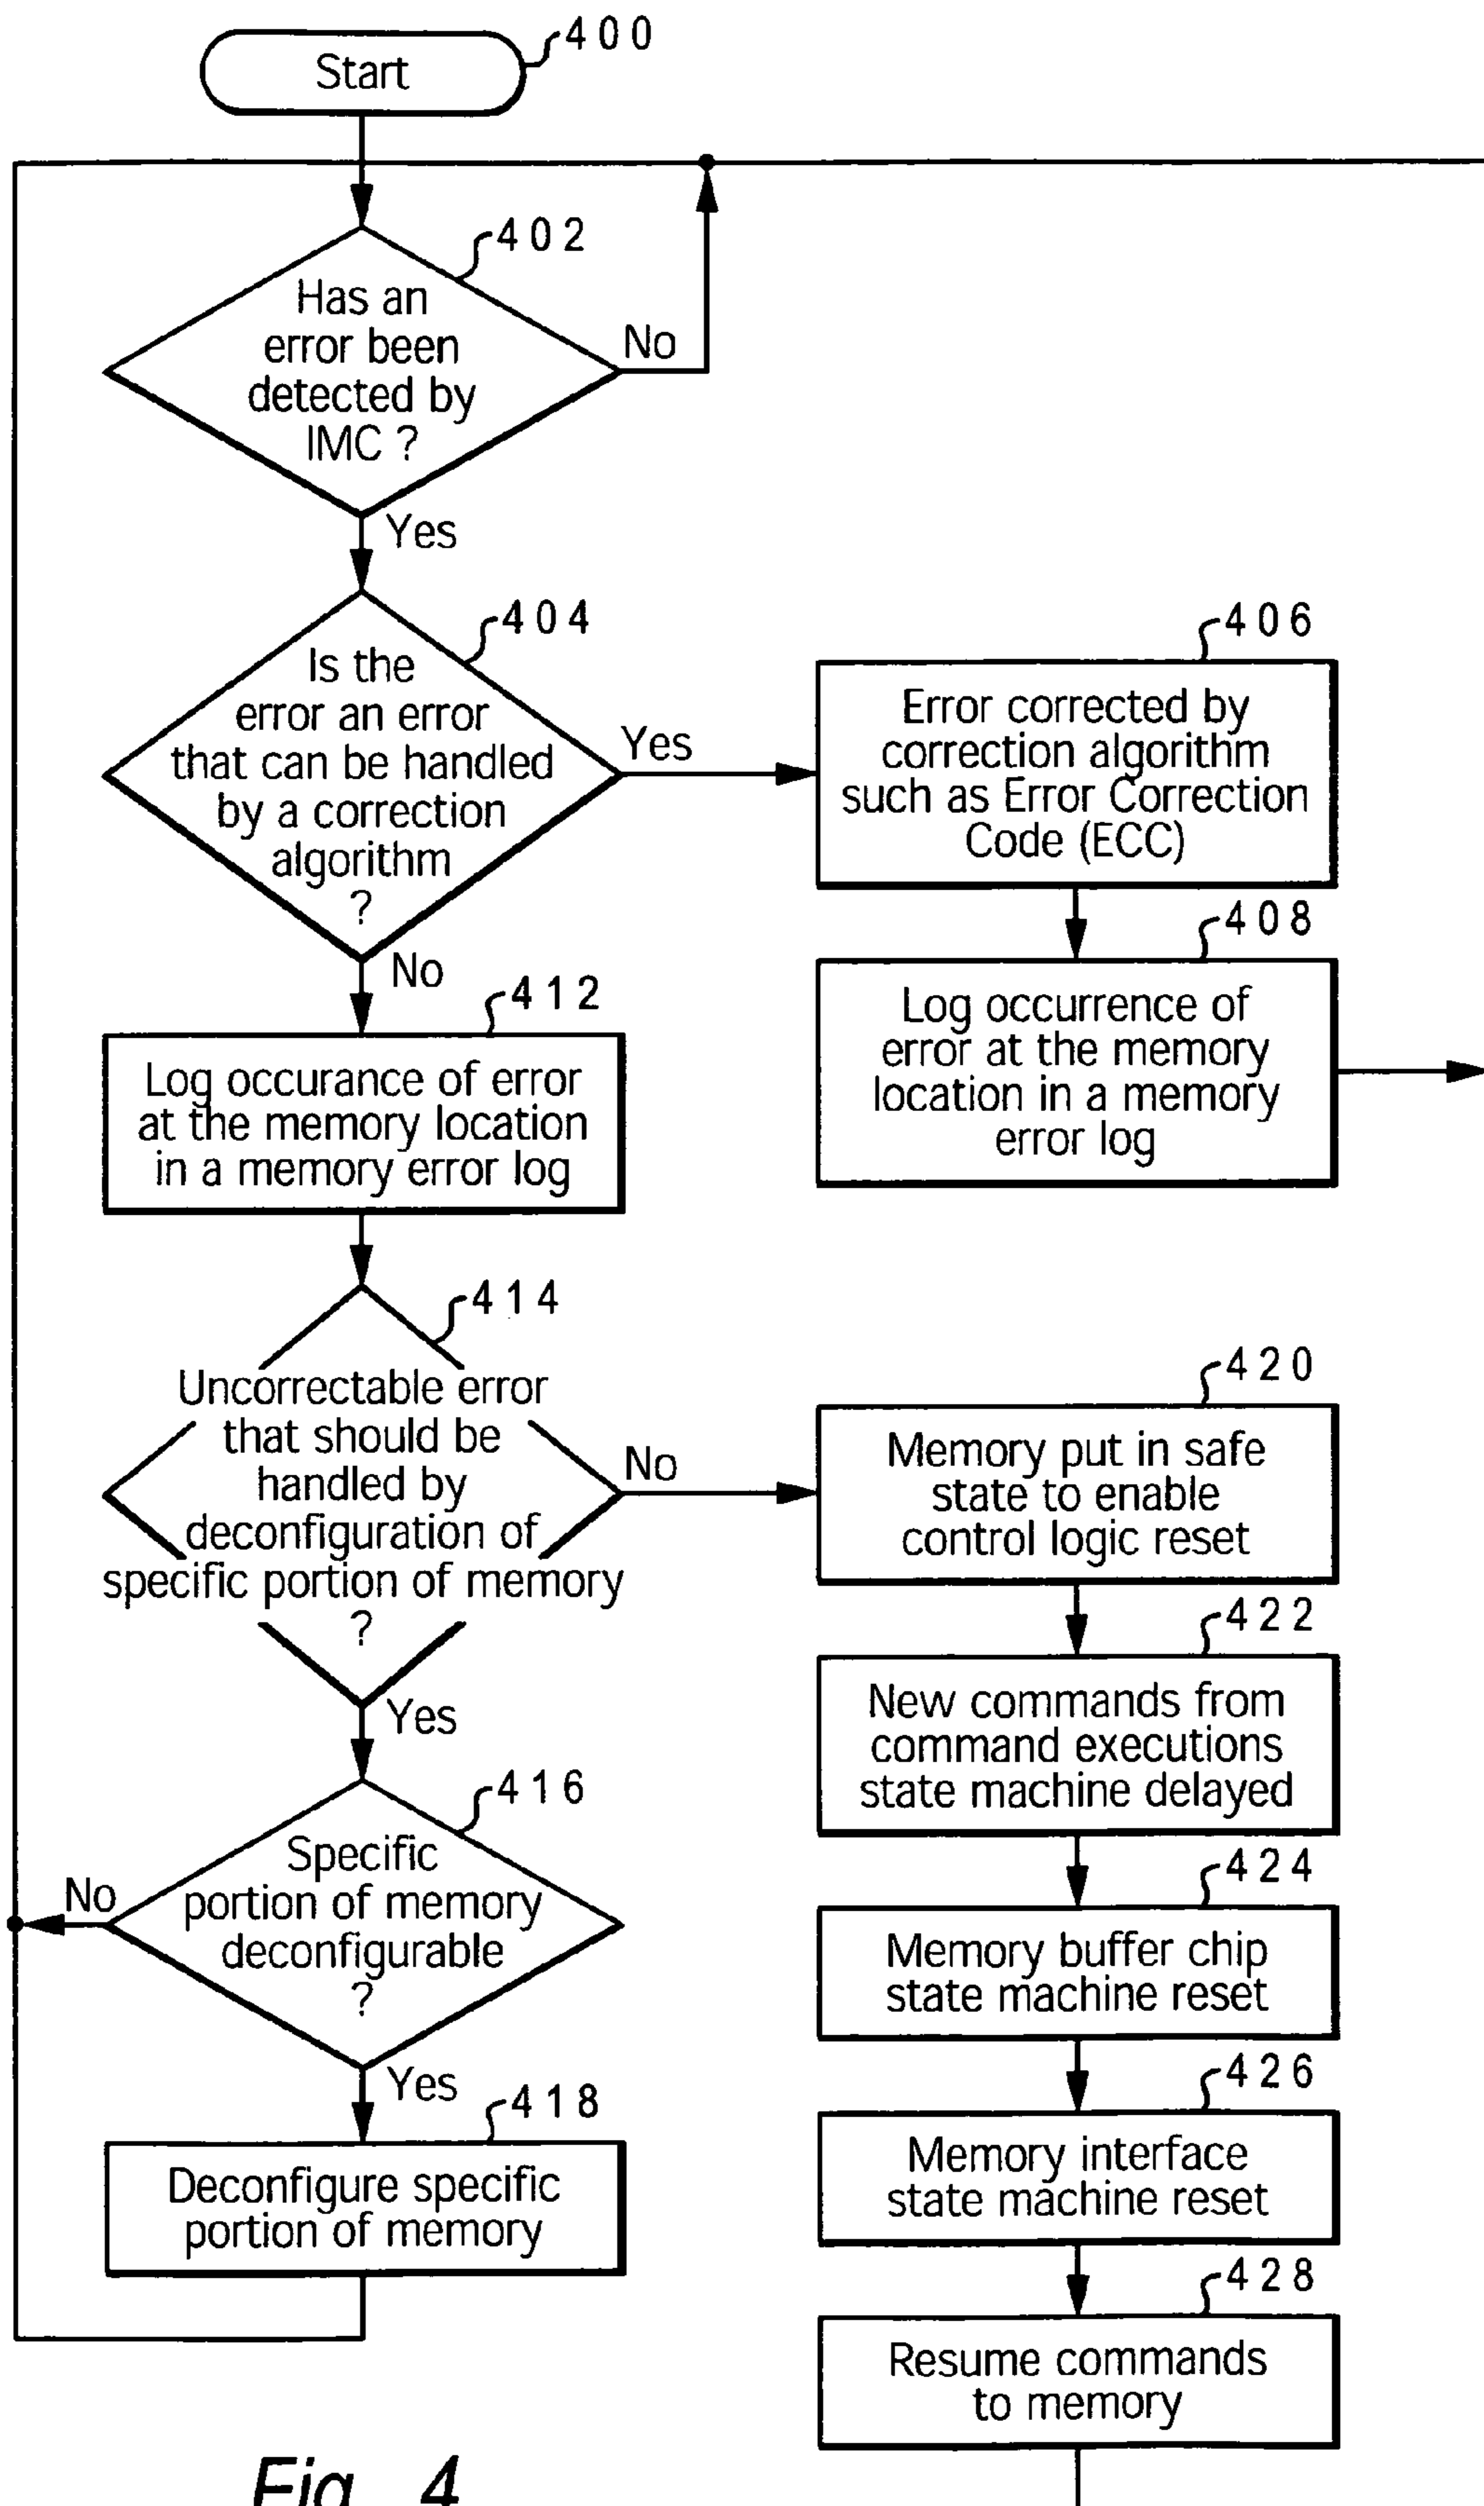 400
Start
402
Has an
error been
detected by
IMC ?
No
Yes
404
Is the
error an error
that can be handled
by a correction
algorithm
?
Yes
No
406
Error corrected by
correction algorithm
such as Error Correction
Code (ECC)
408
Log occurrence of
error at the memory
location in a memory
error log
412
Log occurance of error
at the memory location
in a memory error log
414
Uncorrectable error
that should be
handled by
deconfiguration of
specific portion of memory
?
No
Yes
416
Specific
portion of memory
deconfigurable
?
No
Yes
418
Deconfigure specific
portion of memory
420
Memory put in safe
state to enable
control logic reset
422
New commands from
command executions
state machine delayed
424
Memory buffer chip
state machine reset
426
Memory interface
state machine reset
428
Resume commands
to memory
Fig. 4